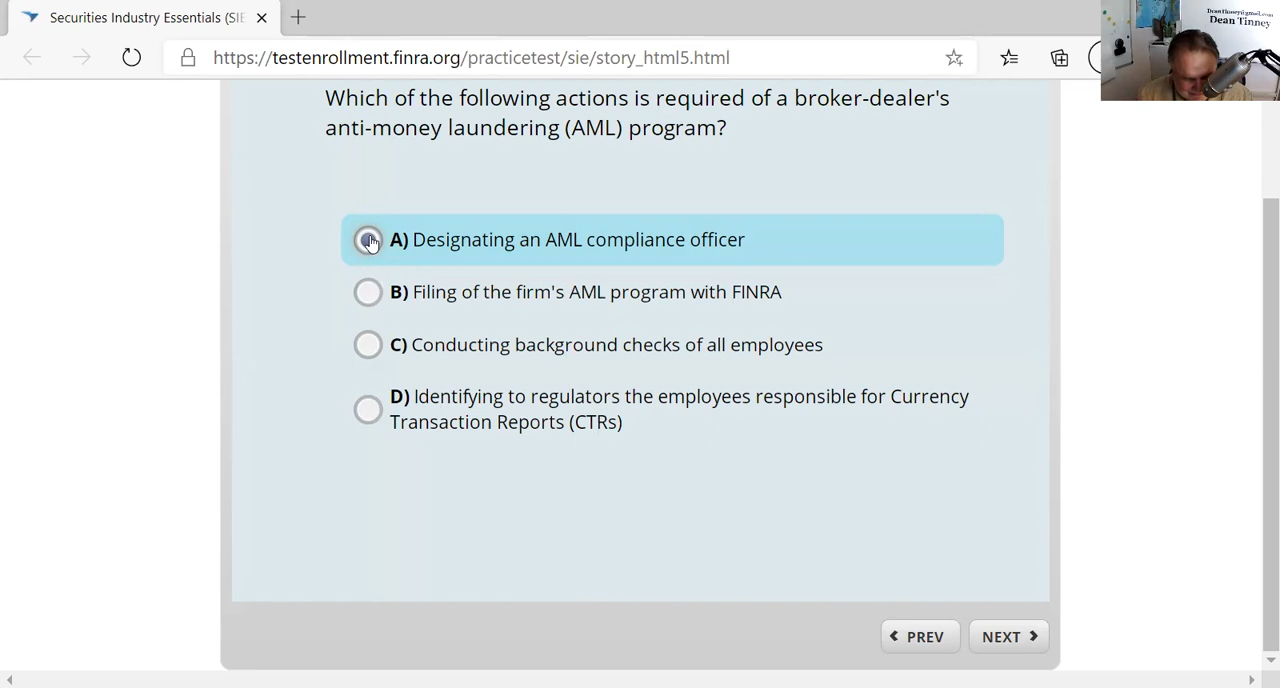 Securities Industry Essentials (SIE
DeanTinney@gmail.com
Dean Tinney
https://testenrollment.finra.org/practicetest/sie/story_html5.html
Which of the following actions is required of a broker-dealer's
anti-money laundering (AML) program?
A) Designating an AML compliance officer
B) Filing of the firm's AML program with FINRA
C) Conducting background checks of all employees
D) Identifying to regulators the employees responsible for Currency
Transaction Reports (CTRs)
PREV
NEXT